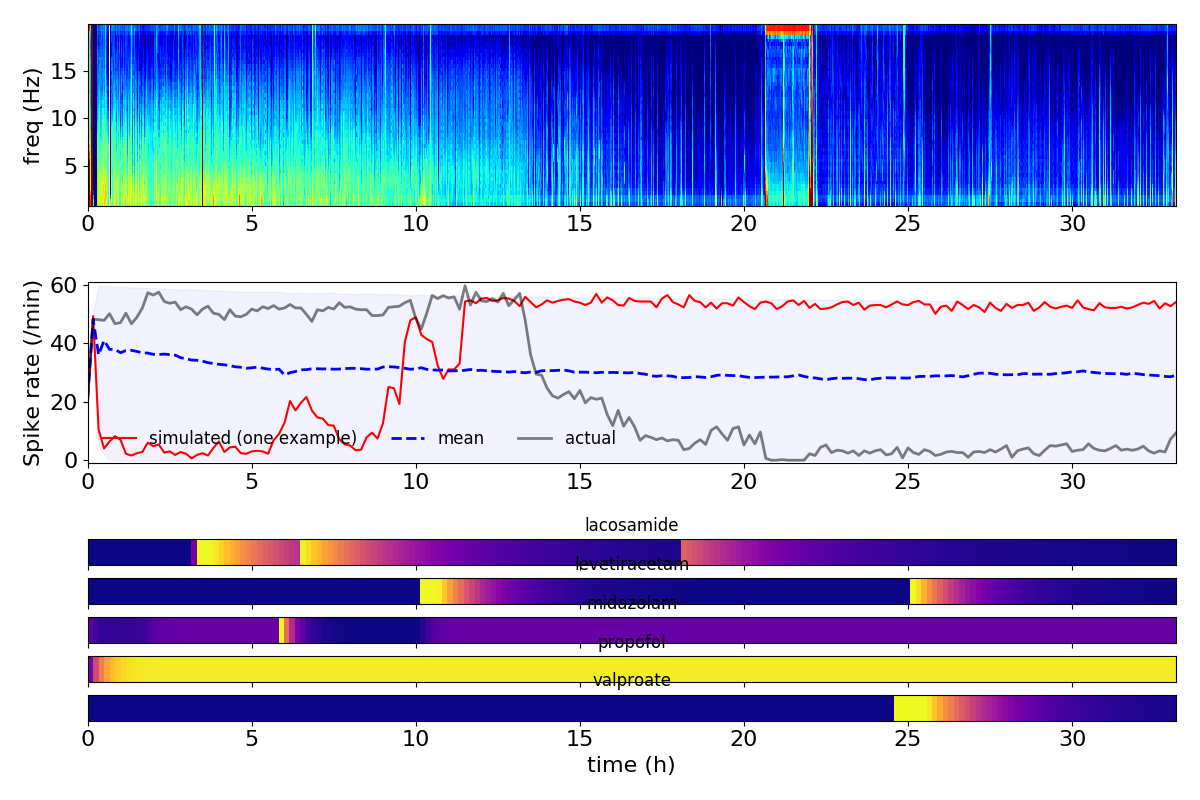 freq (Hz)
15
10
5
0 5 10 15 20 25 30
Spike rate (/min)
60
40
20
0
simulated (one example) mean actual
0 5 10 15 20 25 30
lacosamide
levetiracetam
midazolam
propofol
valproate
0 5 10 15 20 25 30
time (h)